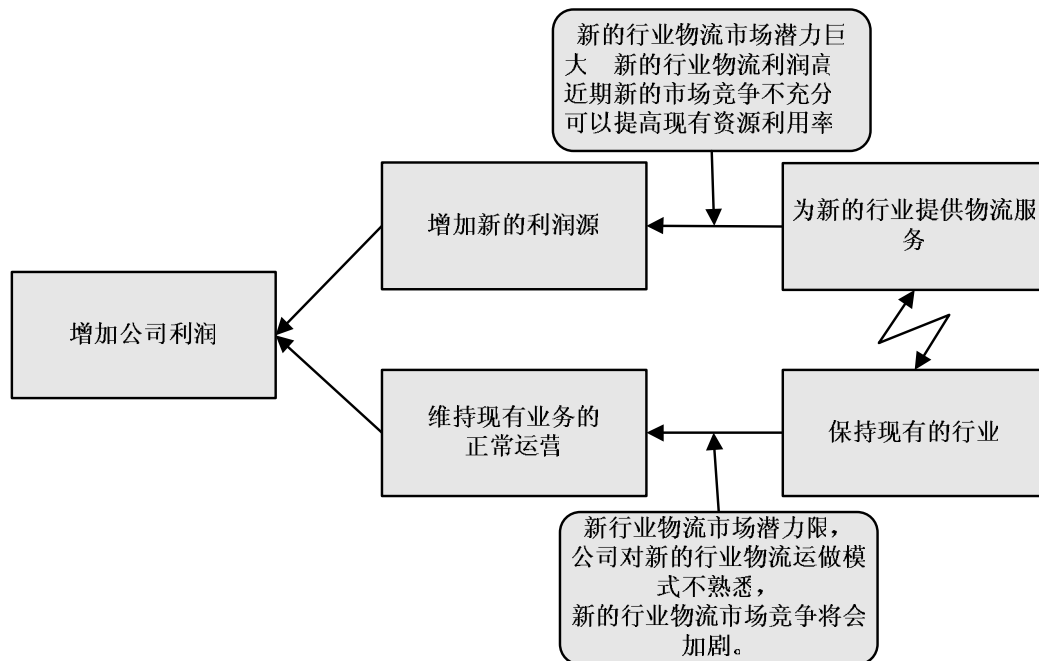 新的行业物流市场潜力巨
大 新的行业物流利润高
近期新的市场竞争不充分
可以提高现有资源利用率
增加新的利润源
为新的行业提供物流服
务
增加公司利润
维持现有业务的
正常运营
保持现有的行业
新行业物流市场潜力限，
公司对新的行业物流运做模
式不熟悉，
新的行业物流市场竞争将会
加剧。